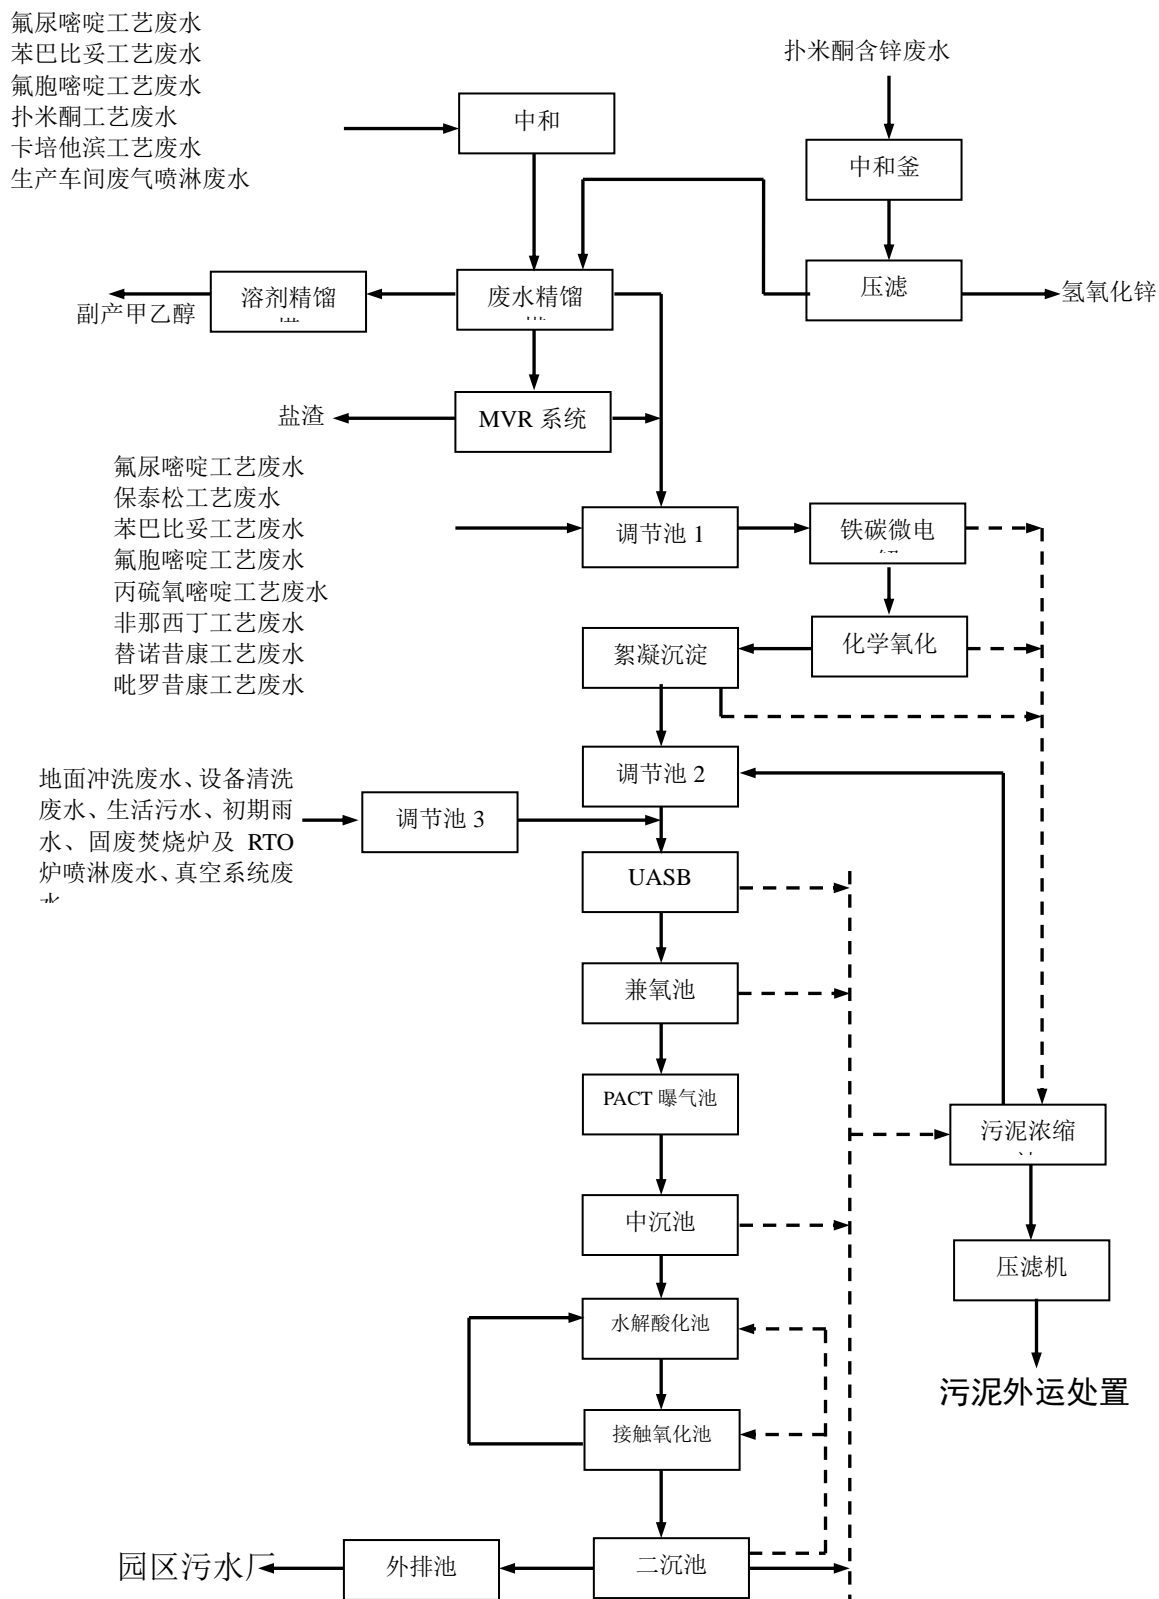 氟尿嘧啶工艺废水
苯巴比妥工艺废水
氟胞嘧啶工艺废水
扑米酮工艺废水
卡培他滨工艺废水
生产车间废气喷淋废水
扑米酮含锌废水
中和
中和釜
压滤
氢氧化锌
废水精馏
溶剂精馏
副产甲乙醇
MVR 系统
盐渣
氟尿嘧啶工艺废水
保泰松工艺废水
苯巴比妥工艺废水
氟胞嘧啶工艺废水
丙硫氧嘧啶工艺废水
非那西丁工艺废水
替诺昔康工艺废水
吡罗昔康工艺废水
调节池 1
铁碳微电
化学氧化
絮凝沉淀
调节池 2
地面冲洗废水、设备清洗
废水、生活污水、初期雨
水、固废焚烧炉及 RTO
炉喷淋废水、真空系统废
调节池 3
UASB
兼氧池
PACT 曝气池
污泥浓缩
中沉池
压滤机
水解酸化池
污泥外运处置
接触氧化池
二沉池
外排池
园区污水厂